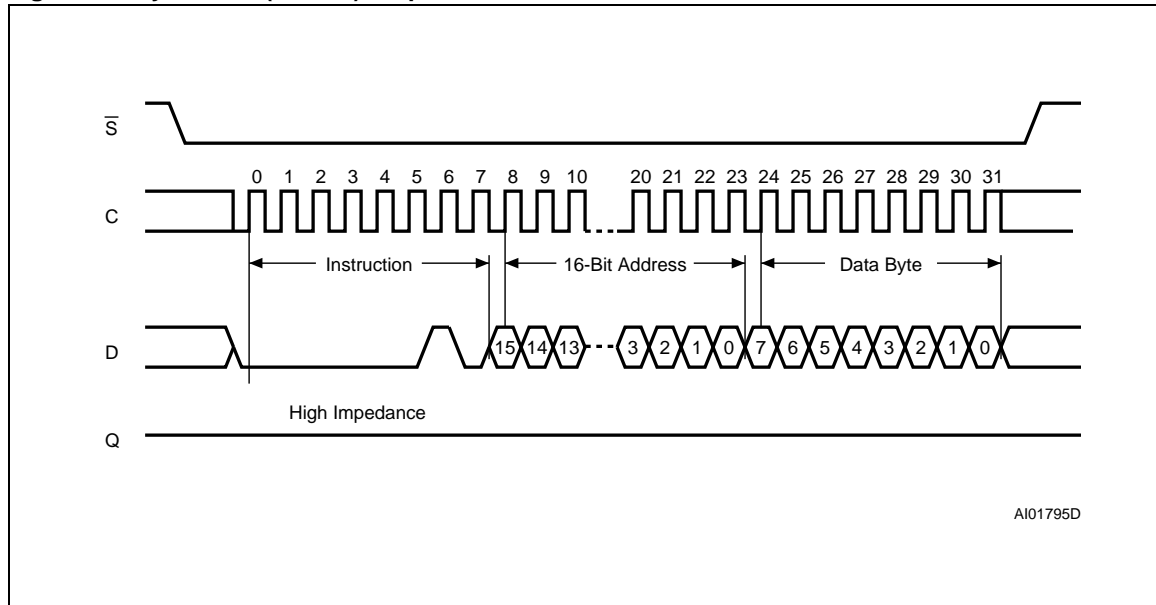 S
0 1 2 3 4 5 6 7 8 9 10 20 21 22 23 24 25 26 27 28 29 30 31
C
Instruction 16-Bit Address Data Byte
D
15 14 13 3 2 1 0 7 6 5 4 3 2 1 0
High Impedance
Q
AI01795D